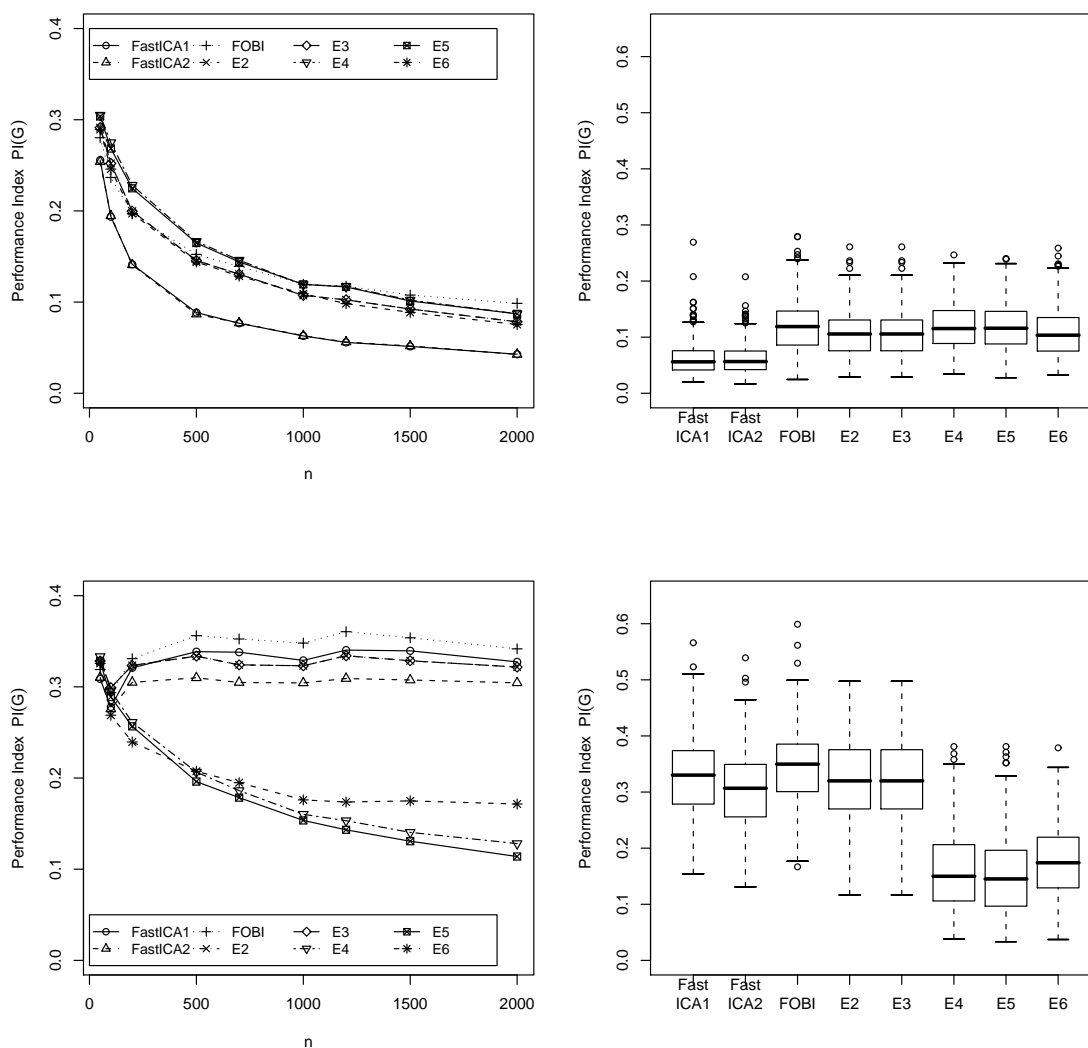 0.0 0.1 0.2 0.3 0.4
Performance Index PI(G)
FastICA1 FOBI E3 E5
FastICA2 E2 E4 E6
0 500 1000 1500 2000
n
0.0 0.1 0.2 0.3 0.4 0.5 0.6
Performance Index PI(G)
Fast Fast
ICA1 ICA2 FOBI E2 E3 E4 E5 E6
0.0 0.1 0.2 0.3 0.4
Performance Index PI(G)
FastICA1 FOBI E3 E5
FastICA2 E2 E4 E6
0 500 1000 1500 2000
n
0.0 0.1 0.2 0.3 0.4 0.5 0.6
Performance Index PI(G)
Fast Fast
ICA1 ICA2 FOBI E2 E3 E4 E5 E6